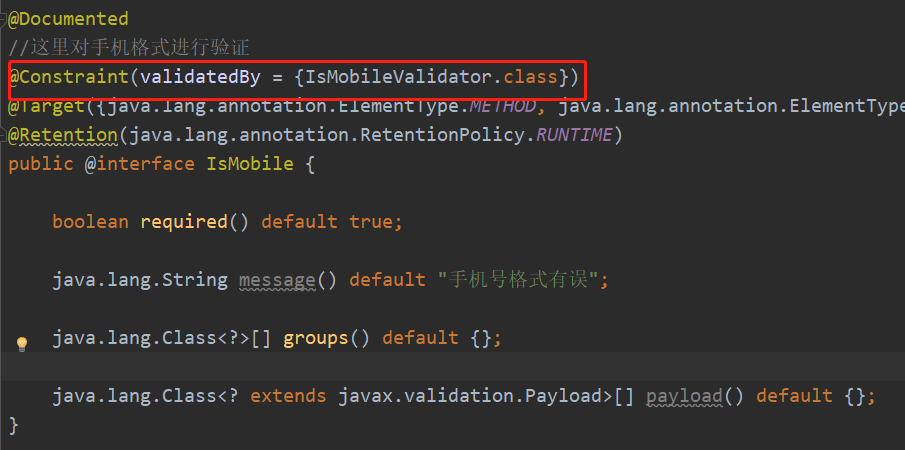 @Documented
//这里对手机格式进行验证
@Constraint(validatedBy = {IsMobileValidator.class})
@Target({java.lang.annotation.ElementType.METHOD, java.lang.annotation.ElementType
@Retention(java.lang.annotation.RetentionPolicy.RUNTIME)
public @interface IsMobile {
boolean required() default true;
java.lang.String message() default "手机号格式有误";
java.lang.Class<?>[] groups() default {};
java.lang.Class<? extends javax.validation.Payload>[] payload() default {};
}